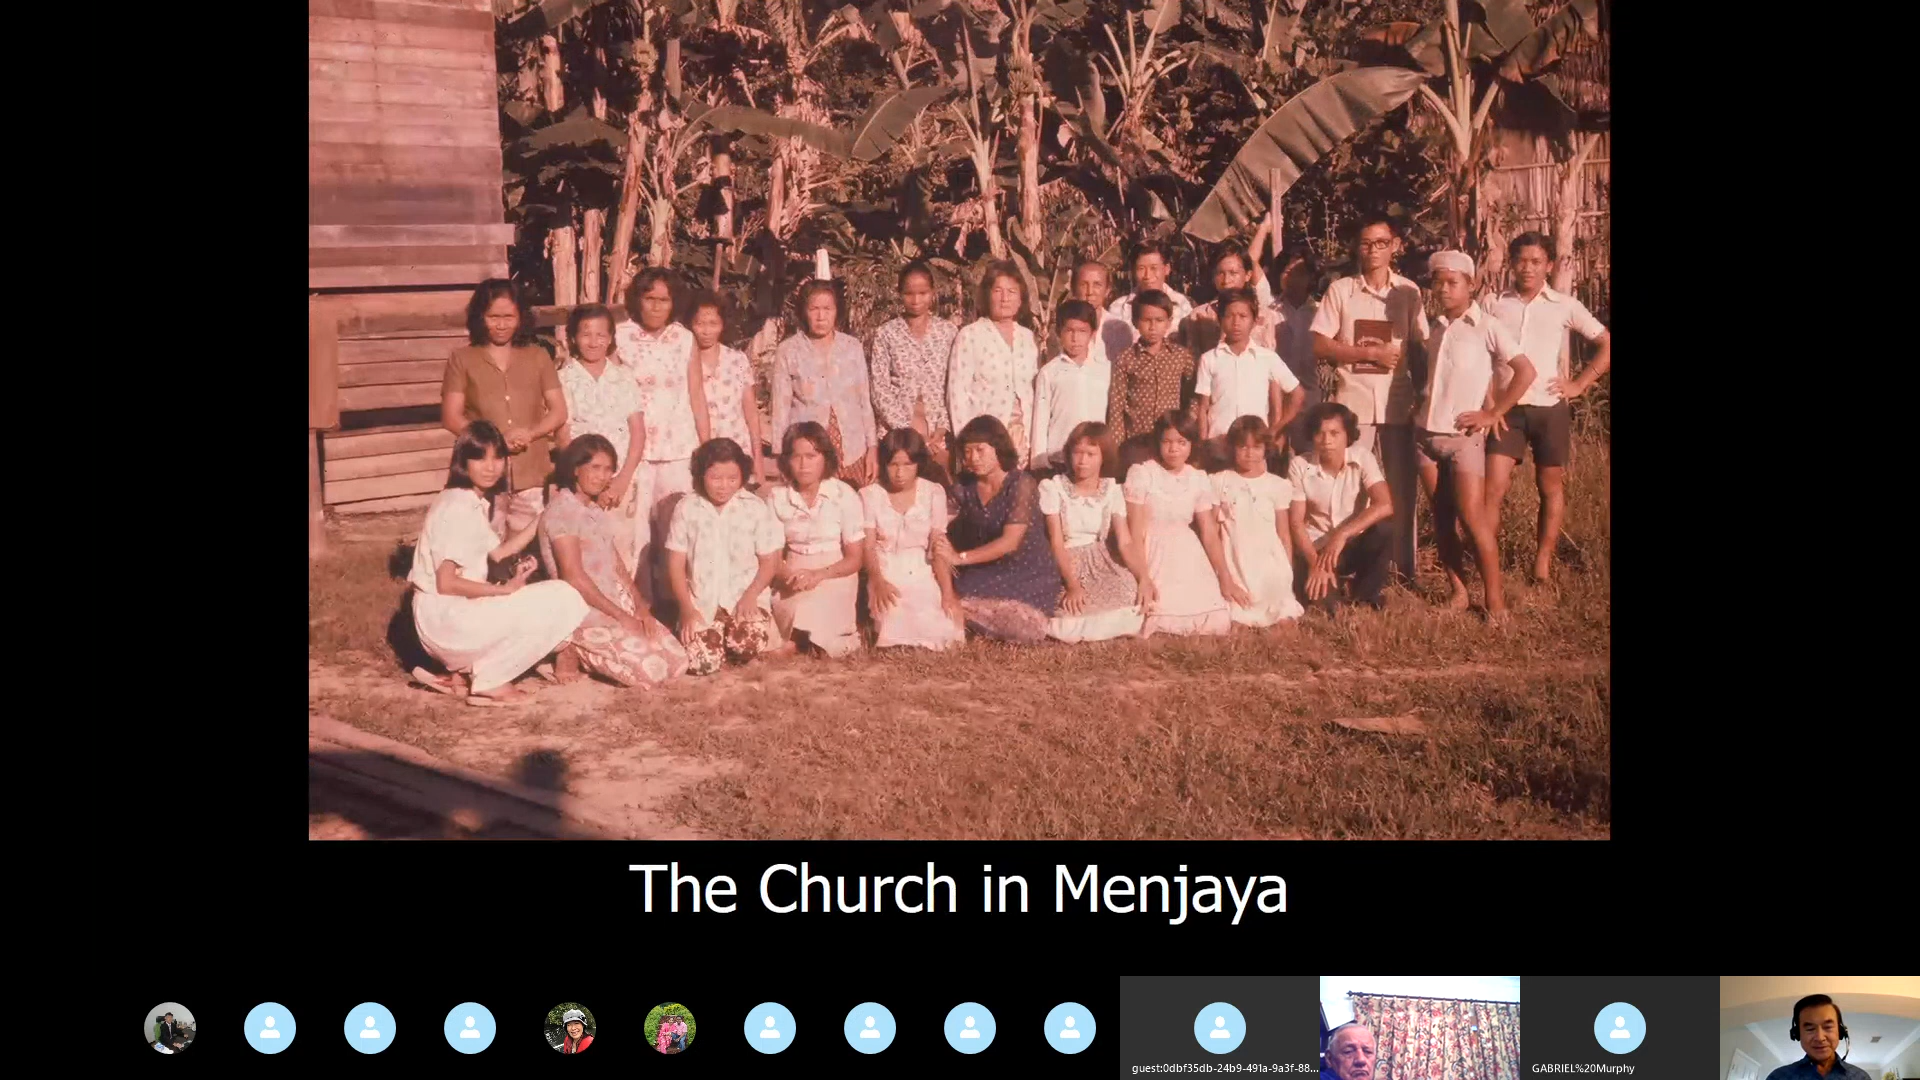 The Church in Menjaya
guest:0dbf35db-24b9-491a-9a3f-88...
GABRIEL%20Murphy